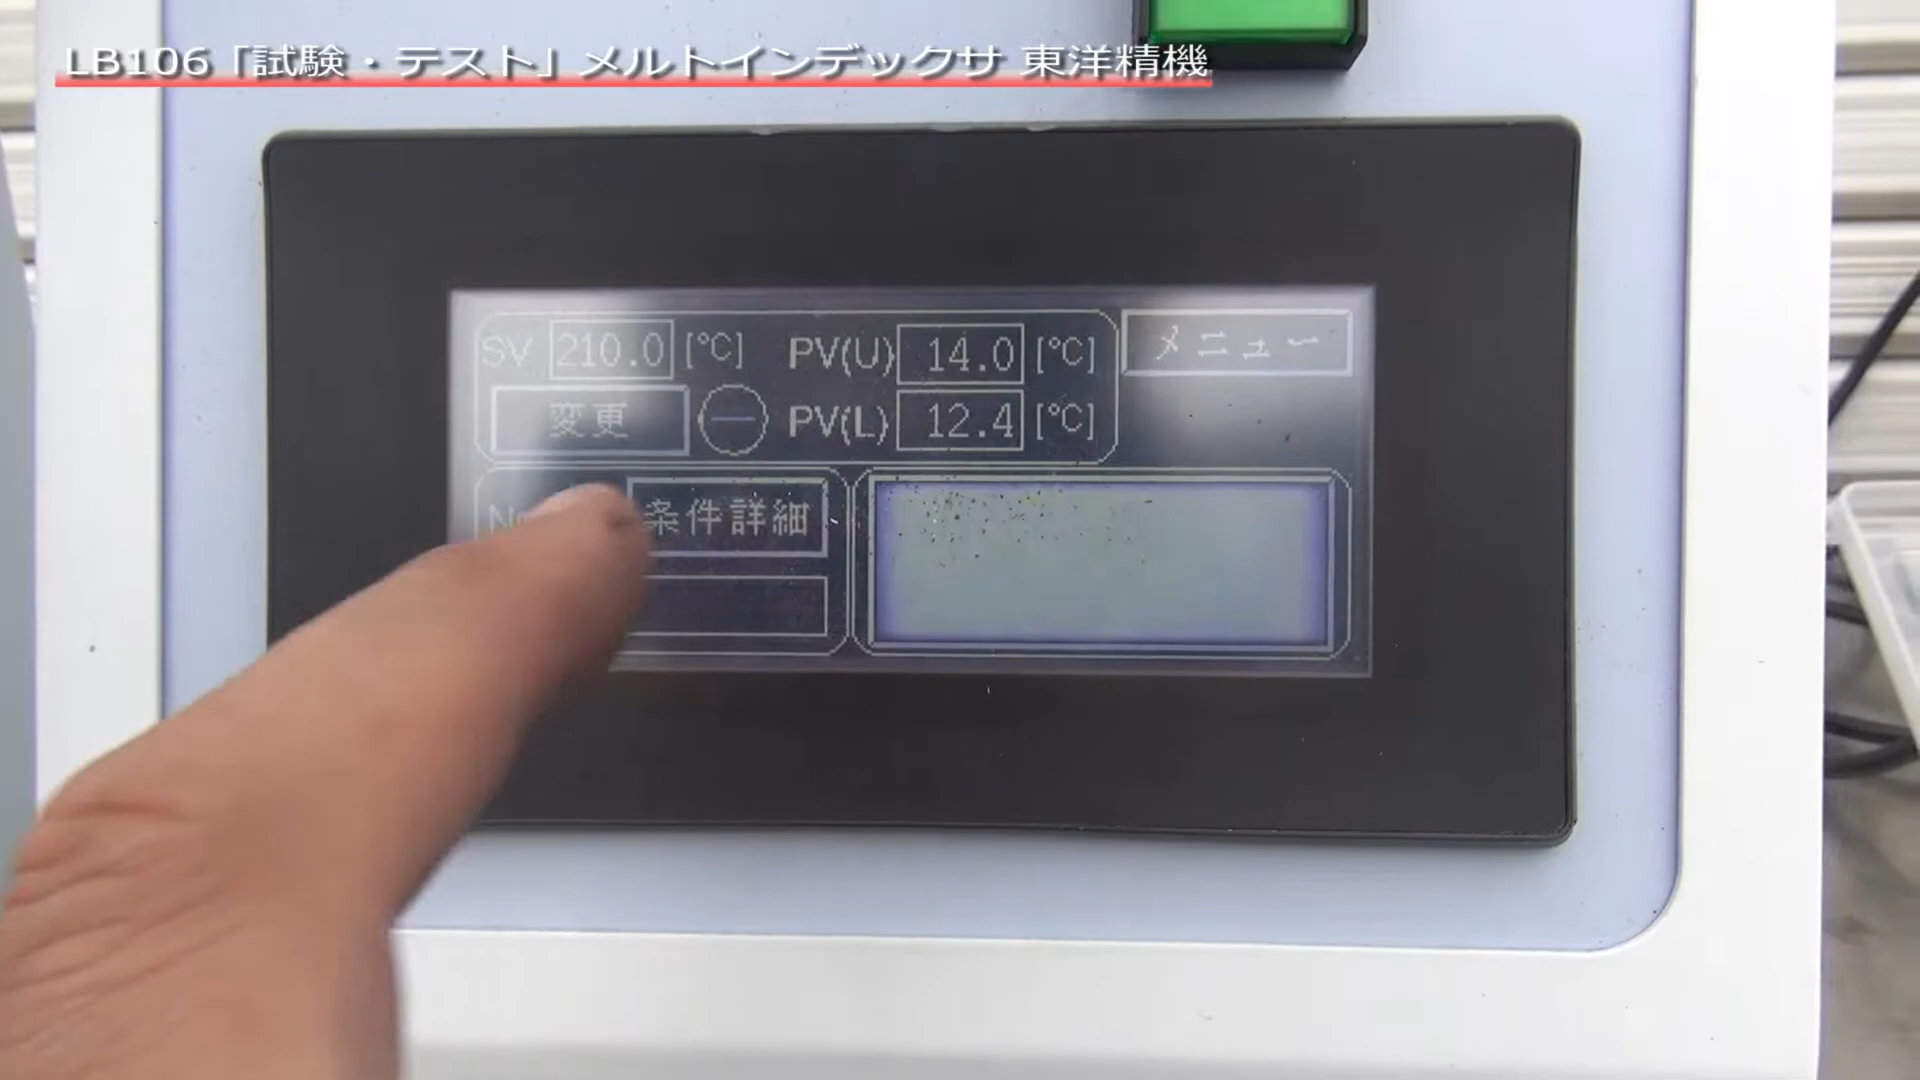 LB106「試験・テスト」メルトインデックサ 東洋精機
SV 210.0 [℃] PV(U) 14.0 [℃] メニュー
変更 PV(L) 12.4 [℃]
条件詳細